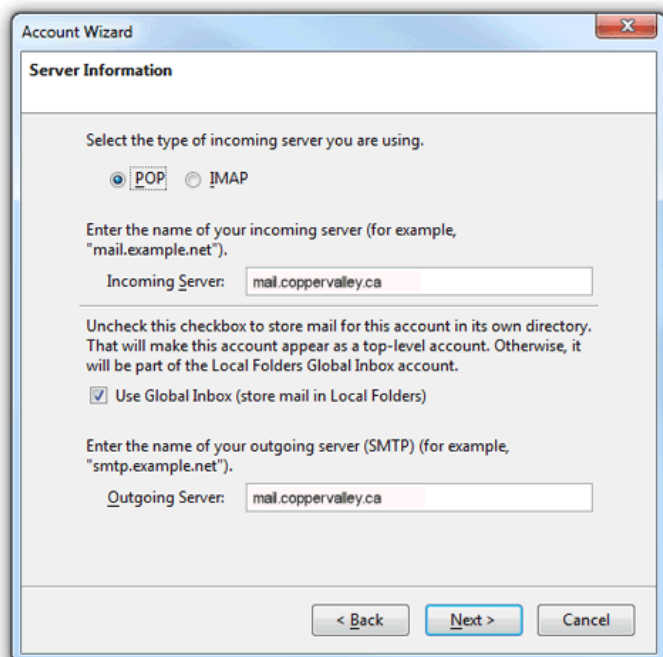 Account Wizard
Server Information
Select the type of incoming server you are using.
POP IMAP
Enter the name of your incoming server (for example,
"mail.example.net").
Incoming Server: mail.coppervalley.ca
Uncheck this checkbox to store mail for this account in its own directory.
That will make this account appear as a top-level account. Otherwise, it
will be part of the Local Folders Global Inbox account.
Use Global Inbox (store mail in Local Folders)
Enter the name of your outgoing server (SMTP) (for example,
"smtp.example.net").
Outgoing Server: mail.coppervalley.ca
< Back Next > Cancel